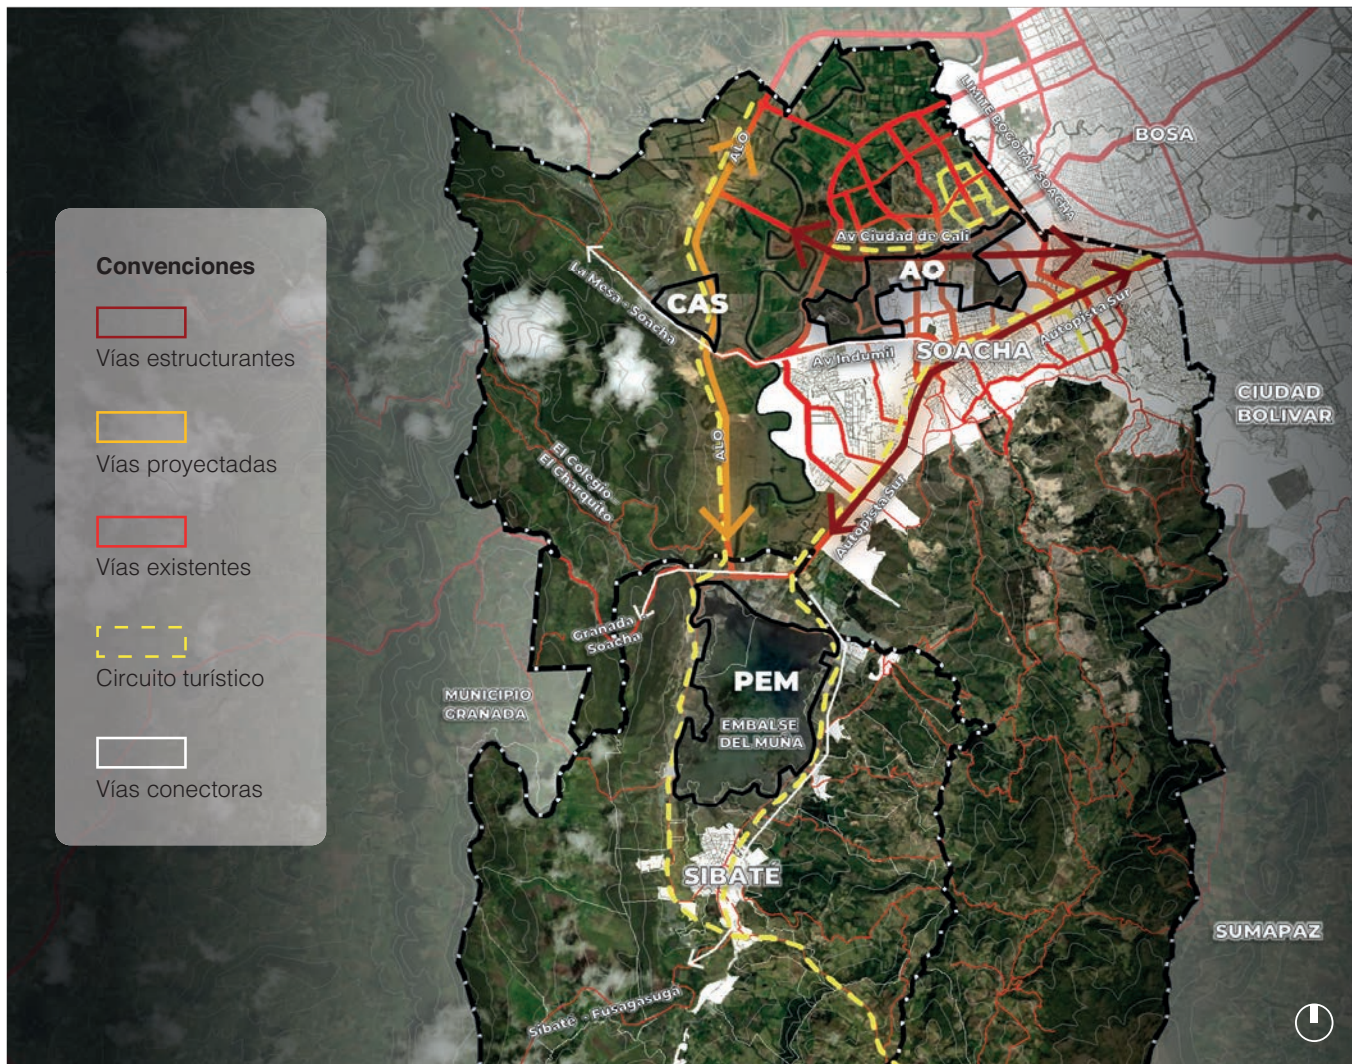 Convenciones
Vías estructurantes
Vías proyectadas
Vías existentes
Circuito turístico
Vías conectoras
LIMITE BOGOTÁ / SOACHA
BOSA
ALO
Av Ciudad de Cali
AO
La Mesa - Soacha
CAS
Autopista Sur
SOACHA
Av Indumil
CIUDAD
BOLIVAR
ALO
El Colegio -
El Charquito
Autopista Sur
Granada -
Soacha
MUNICIPIO
GRANADA
PEM
EMBALSE
DEL MUÑA
SIBATÉ
SUMAPAZ
Sibaté - Fusagasugá